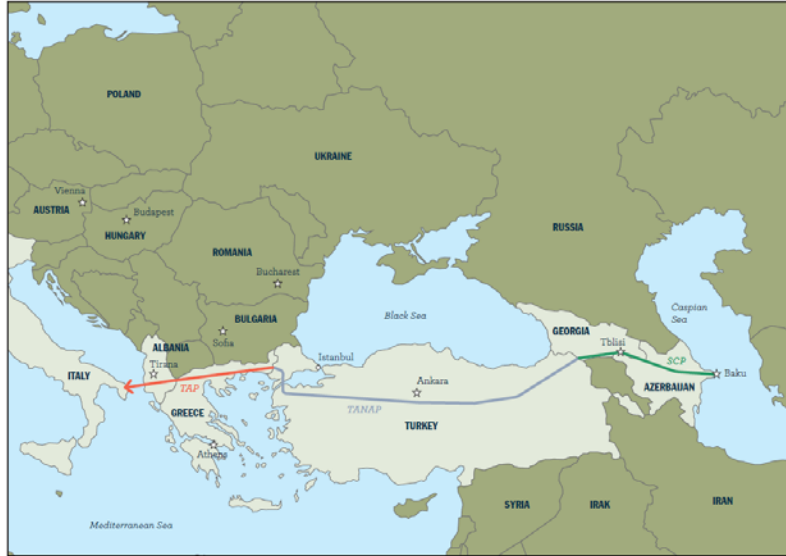 POLAND
UKRAINE
Vienna
AUSTRIA
Budapest
HUNGARY
RUSSIA
ROMANIA
Bucharest
Caspian
Sea
Black Sea
BULGARIA
Sofia
GEORGIA
Tblisi
ALBANIA
Tirana
Istanbul
SCP
Baku
ITALY
TAP
Ankara
AZERBAIJAN
GREECE
TANAP
TURKEY
Athens
SYRIA
IRAK
IRAN
Mediterranean Sea